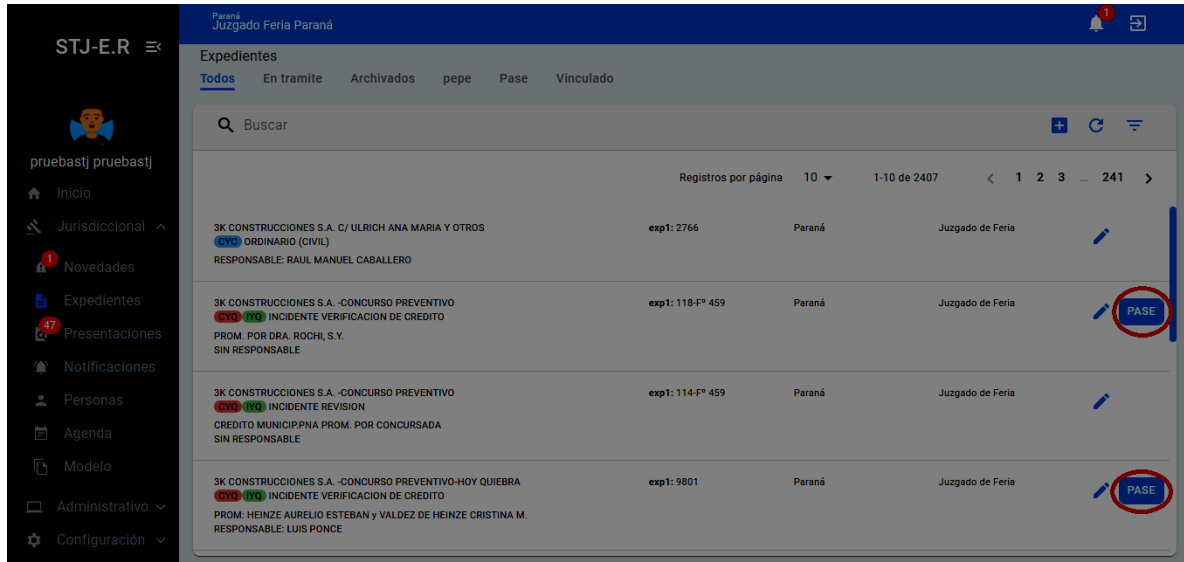 STJ-E.R
Paraná
Juzgado Feria Paraná
1
Expedientes
Todos En tramite Archivados pepe Pase Vinculado
Buscar
pruebastj pruebastj
Inicio
Jurisdiccional
1
Novedades
Expedientes
47
Presentaciones
Notificaciones
Personas
Agenda
Modelo
Administrativo
Configuración
Registros por página 10 1-10 de 2407 1 2 3 ... 241
3K CONSTRUCCIONES S.A. C/ ULRICH ANA MARIA Y OTROS exp1: 2766 Paraná Juzgado de Feria
CYC ORDINARIO (CIVIL)
RESPONSABLE: RAUL MANUEL CABALLERO
3K CONSTRUCCIONES S.A. -CONCURSO PREVENTIVO exp1: 118-Fº 459 Paraná Juzgado de Feria PASE
CYQ IYQ INCIDENTE VERIFICACION DE CREDITO
PROM. POR DRA. ROCHI, S.Y.
SIN RESPONSABLE
3K CONSTRUCCIONES S.A. -CONCURSO PREVENTIVO exp1: 114-Fº 459 Paraná Juzgado de Feria
CYQ IYQ INCIDENTE REVISION
CREDITO MUNICIP.PNA PROM. POR CONCURSADA
SIN RESPONSABLE
3K CONSTRUCCIONES S.A. -CONCURSO PREVENTIVO-HOY QUIEBRA exp1: 9801 Paraná Juzgado de Feria PASE
CYQ IYQ INCIDENTE VERIFICACION DE CREDITO
PROM: HEINZE AURELIO ESTEBAN y VALDEZ DE HEINZE CRISTINA M.
RESPONSABLE: LUIS PONCE